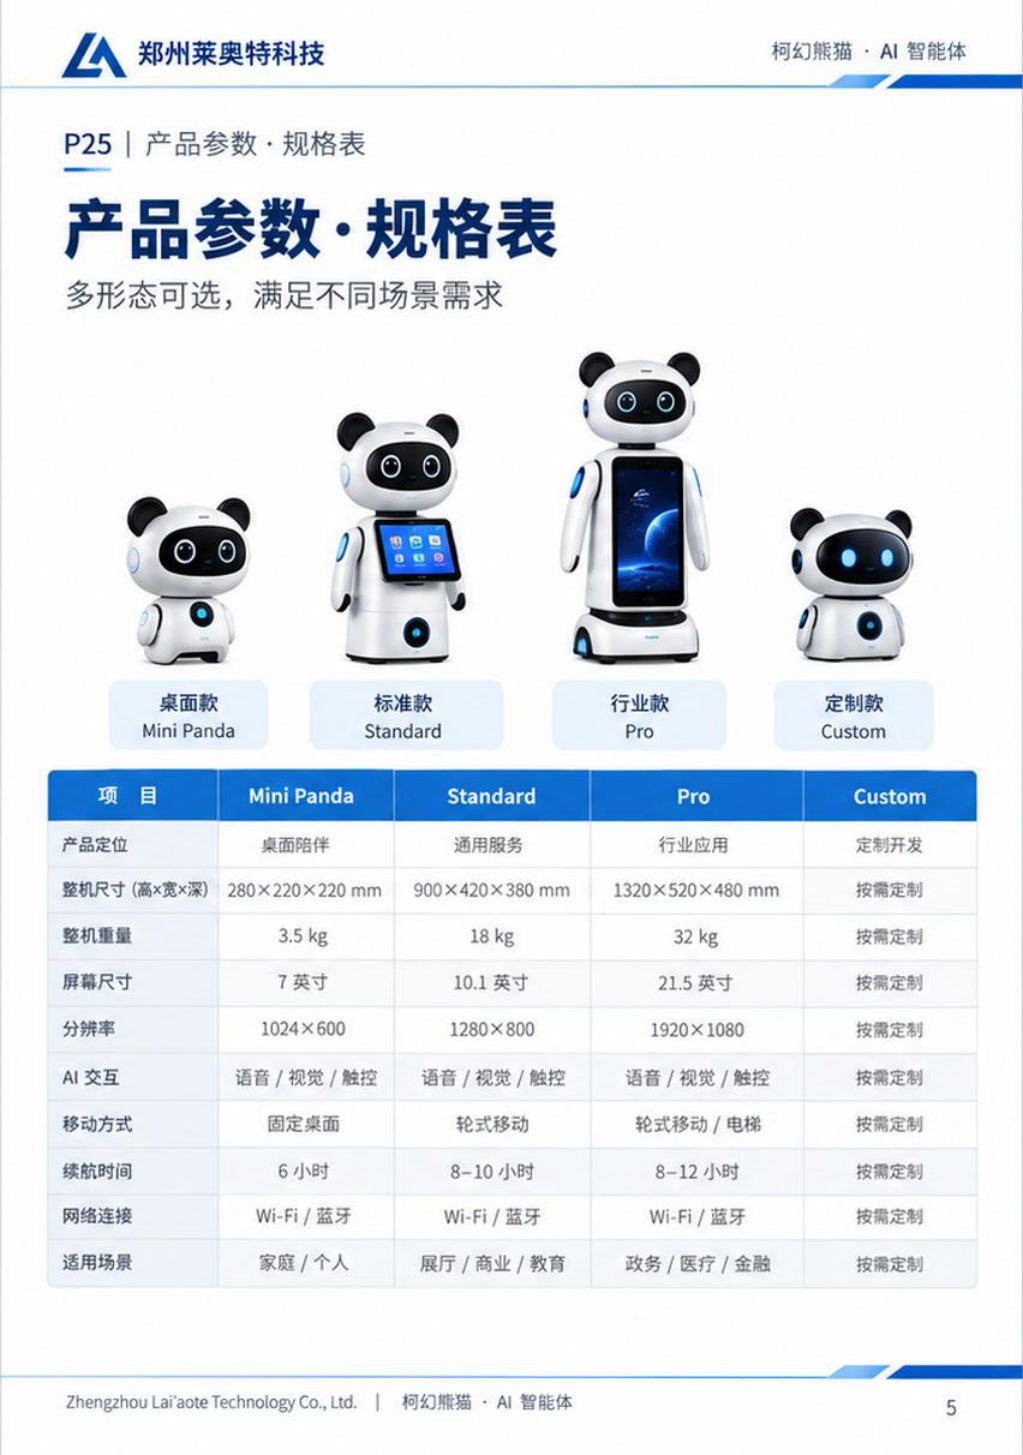 郑州莱奥特科技
柯幻熊猫 · AI 智能体
P25 | 产品参数·规格表
产品参数·规格表
多形态可选，满足不同场景需求
桌面款
Mini Panda
标准款
Standard
行业款
Pro
定制款
Custom
项 目 Mini Panda Standard Pro Custom
产品定位 桌面陪伴 通用服务 行业应用 定制开发
整机尺寸（高×宽×深） 280×220×220 mm 900×420×380 mm 1320×520×480 mm 按需定制
整机重量 3.5 kg 18 kg 32 kg 按需定制
屏幕尺寸 7 英寸 10.1 英寸 21.5 英寸 按需定制
分辨率 1024×600 1280×800 1920×1080 按需定制
AI 交互 语音 / 视觉 / 触控 语音 / 视觉 / 触控 语音 / 视觉 / 触控 按需定制
移动方式 固定桌面 轮式移动 轮式移动 / 电梯 按需定制
续航时间 6 小时 8–10 小时 8–12 小时 按需定制
网络连接 Wi-Fi / 蓝牙 Wi-Fi / 蓝牙 Wi-Fi / 蓝牙 按需定制
适用场景 家庭 / 个人 展厅 / 商业 / 教育 政务 / 医疗 / 金融 按需定制
Zhengzhou Lai'aote Technology Co., Ltd. | 柯幻熊猫 · AI 智能体
5